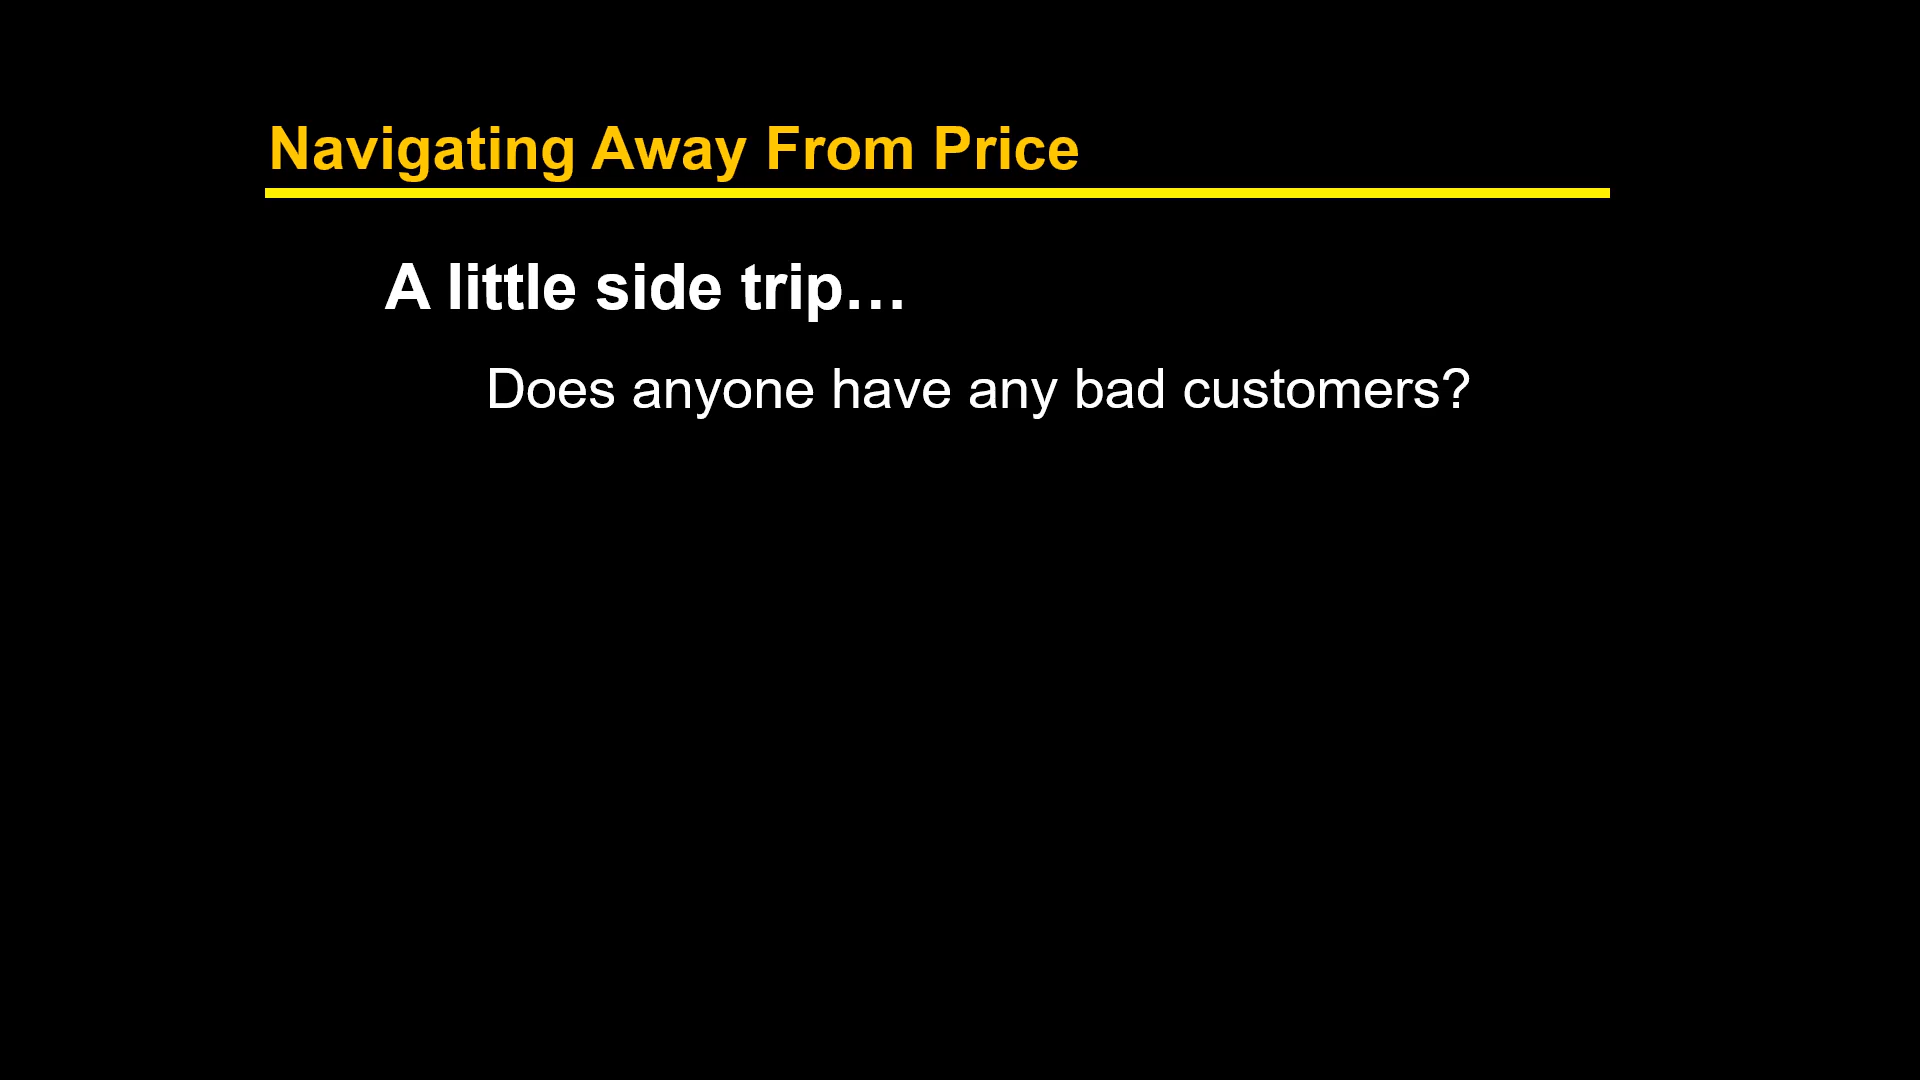 Navigating Away From Price
A little side trip…
Does anyone have any bad customers?